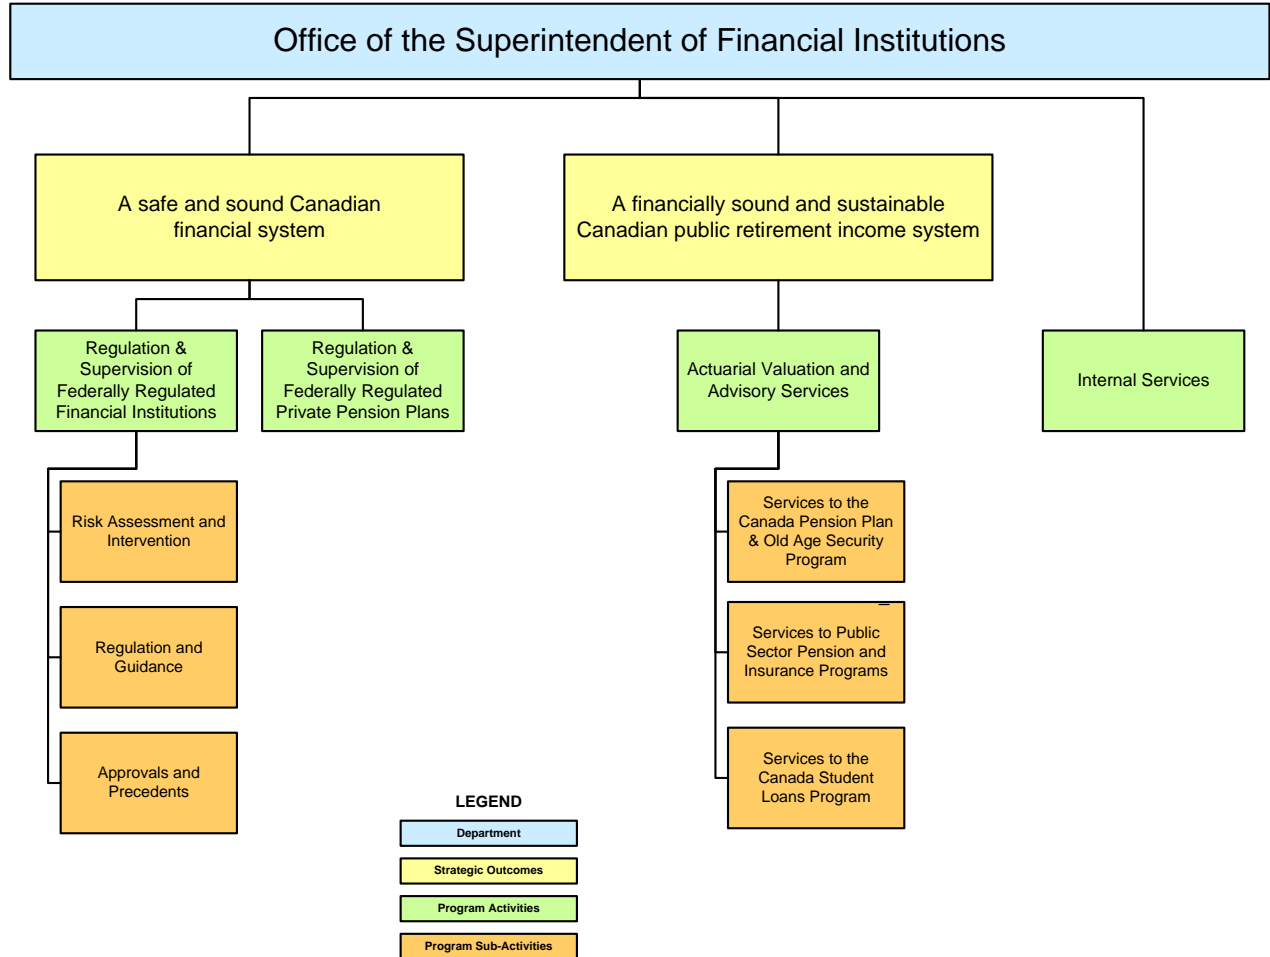 Office of the Superintendent of Financial Institutions
A safe and sound Canadian
financial system
A financially sound and sustainable
Canadian public retirement income system
Regulation &
Supervision of
Federally Regulated
Financial Institutions
Regulation &
Supervision of
Federally Regulated
Private Pension Plans
Actuarial Valuation and
Advisory Services
Internal Services
Risk Assessment and
Intervention
Regulation and
Guidance
Approvals and
Precedents
Services to the
Canada Pension Plan
& Old Age Security
Program
Services to Public
Sector Pension and
Insurance Programs
Services to the
Canada Student
Loans Program
LEGEND
Department
Strategic Outcomes
Program Activities
Program Sub-Activities